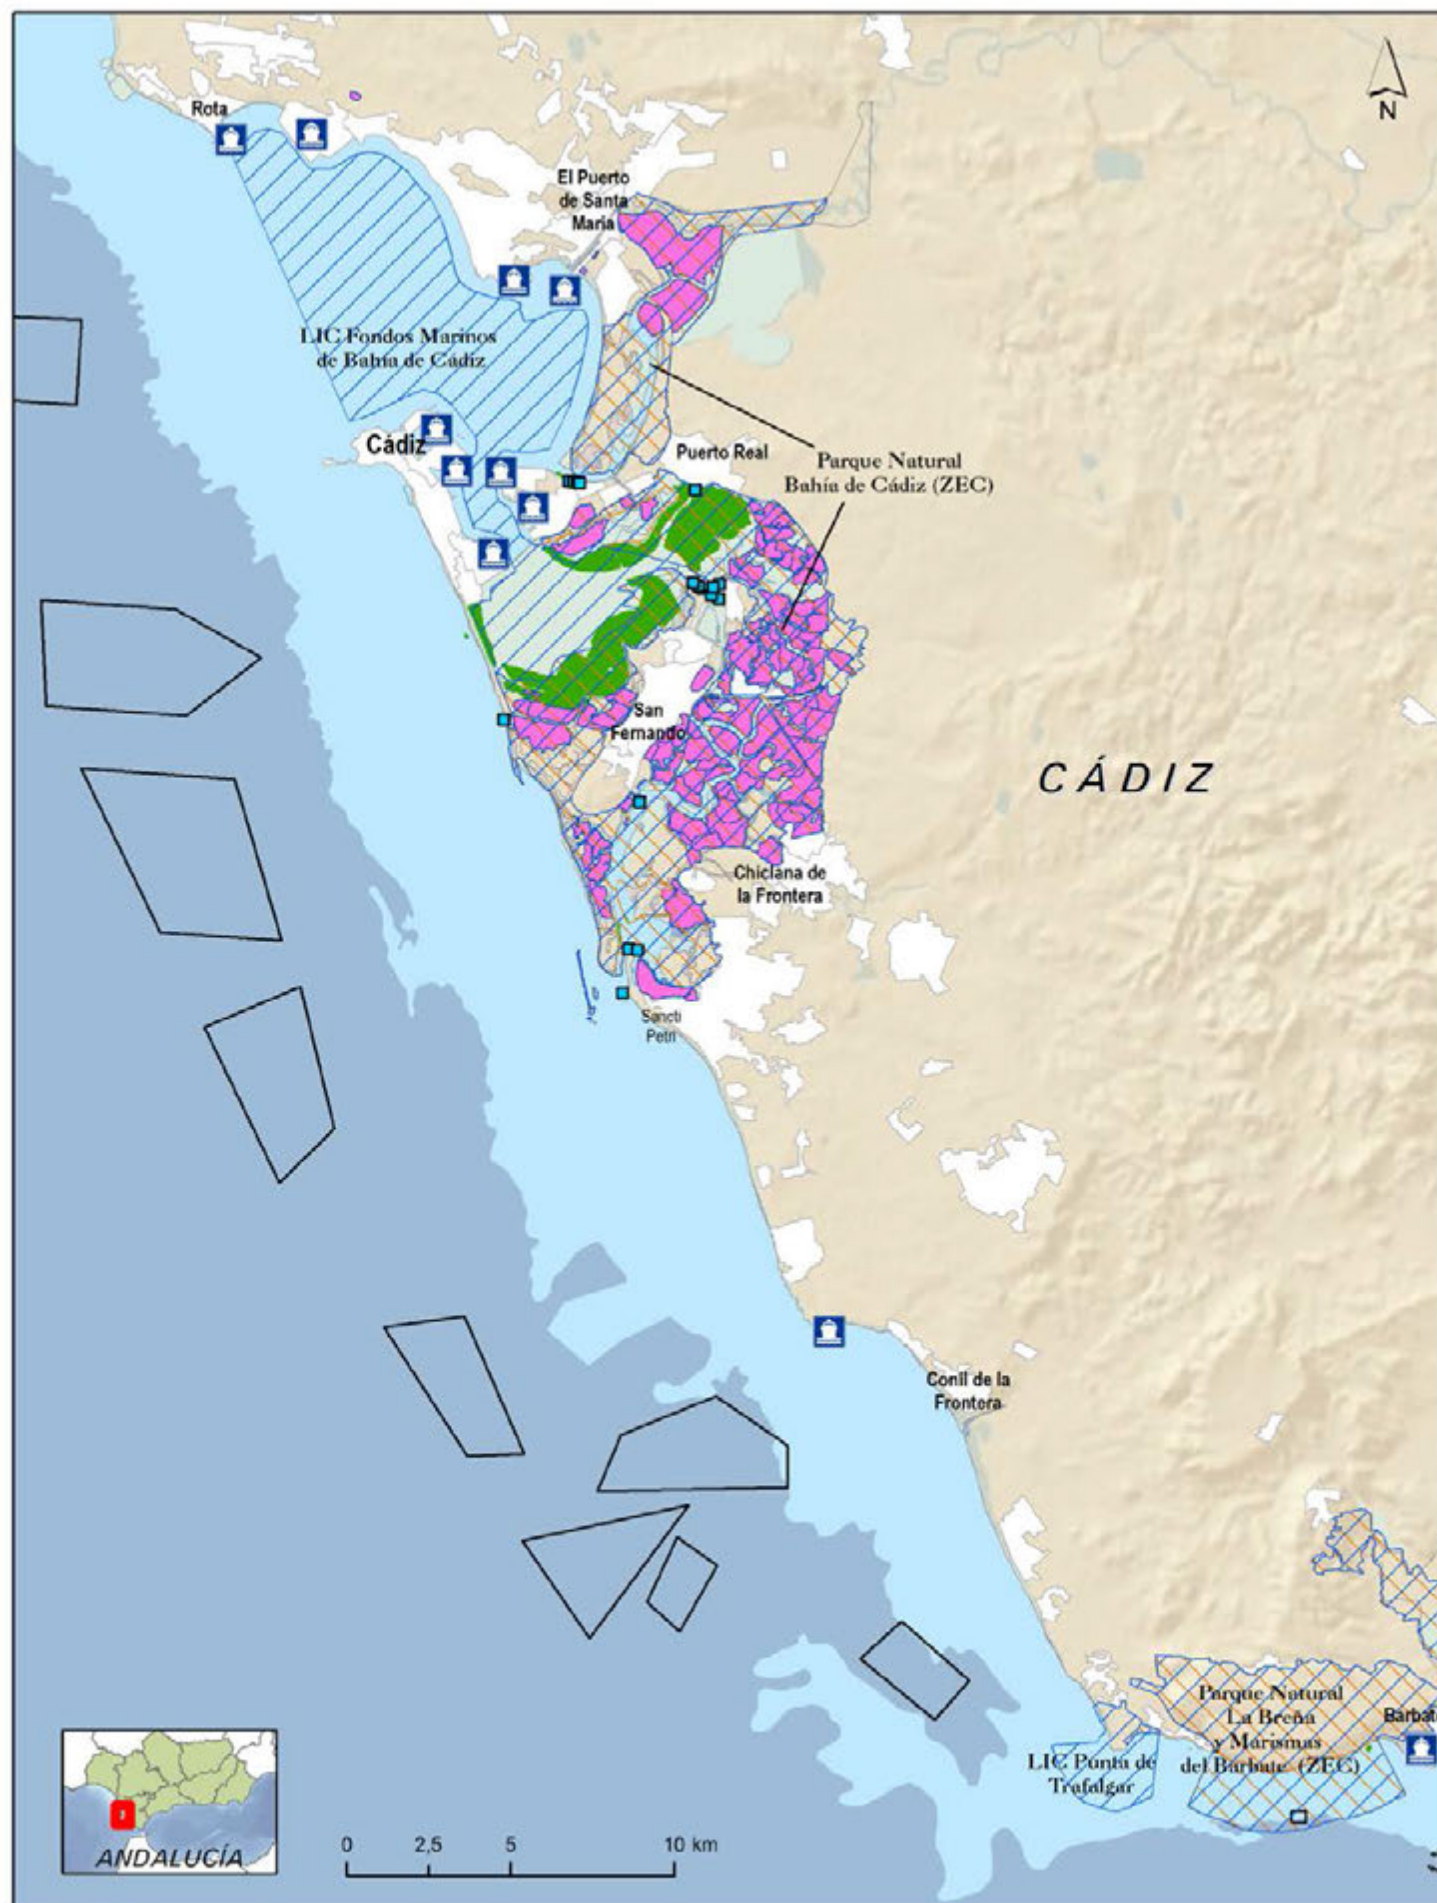 N
Rota
El Puerto
de Santa
María
LIC Fondos Marinos
de Bahía de Cádiz
Cádiz
Puerto Real
Parque Natural
Bahía de Cádiz (ZEC)
San
Fernando
CÁDIZ
Chiclana de
la Frontera
Sancti
Petri
Conil de la
Frontera
Parque Natural
La Breña
y Marismas
del Barbate (ZEC)
Barbate
LIC Punta de
Trafalgar
ANDALUCÍA
0 2,5 5 10 km